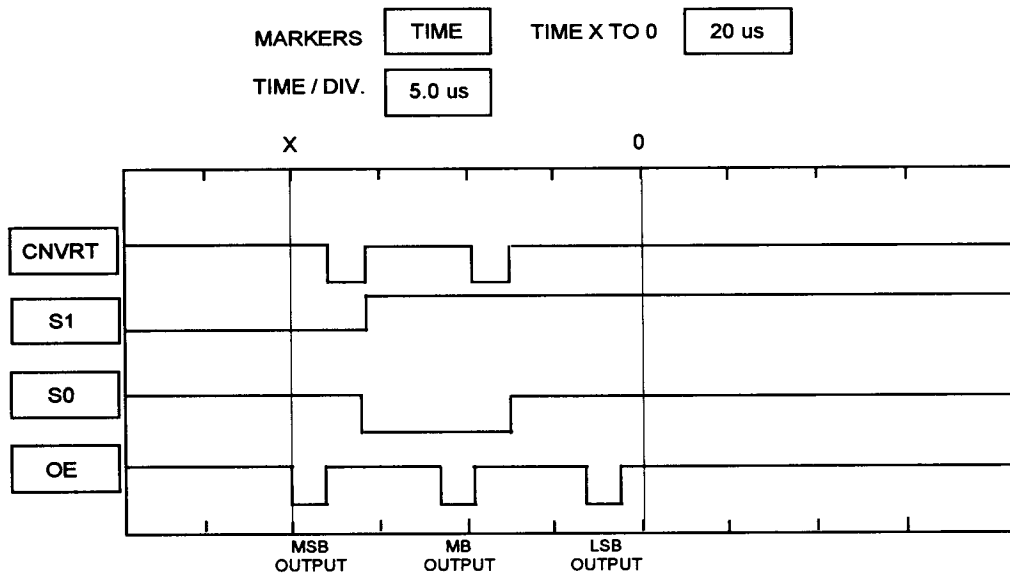 MARKERS TIME TIME X TO 0 20 us
TIME / DIV. 5.0 us
X 0
CNVRT
S1
S0
OE
MSB OUTPUT
MB OUTPUT
LSB OUTPUT